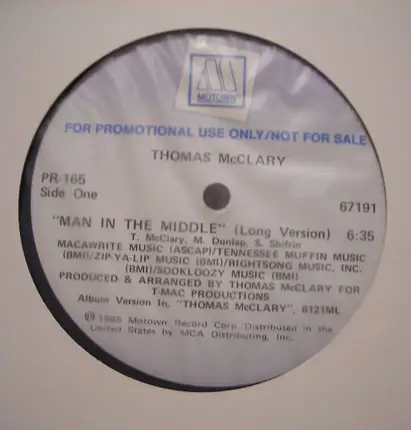 M
MOTOWN
FOR PROMOTIONAL USE ONLY/NOT FOR SALE
THOMAS McCLARY
PR-165
Side One
67191
"MAN IN THE MIDDLE" (Long Version) 6:35
T. McClary, M. Dunlap, S. Shifrin
MACAWRITE MUSIC (ASCAP)/TENNESSEE MUFFIN MUSIC
(BMI)/ZIP-YA-LIP MUSIC (BMI)/RIGHTSONG MUSIC, INC.
(BMI)/SOOKLOOZY MUSIC (BMI)
PRODUCED & ARRANGED BY THOMAS McCLARY FOR
T-MAC PRODUCTIONS
Album Version In, "THOMAS McCLARY", 6121ML
℗ © 1985 Motown Record Corp./Distributed in the
United States by MCA Distributing, Inc.